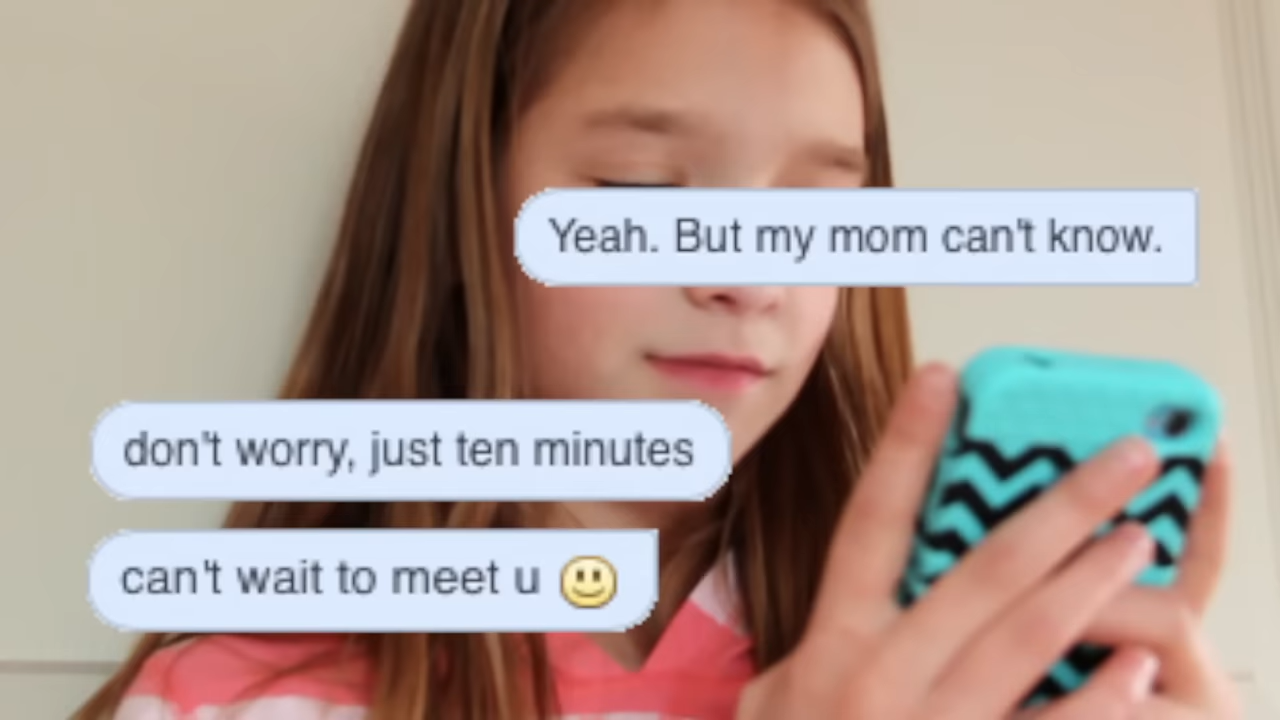 Yeah. But my mom can't know.
don't worry, just ten minutes
can't wait to meet u 🙂